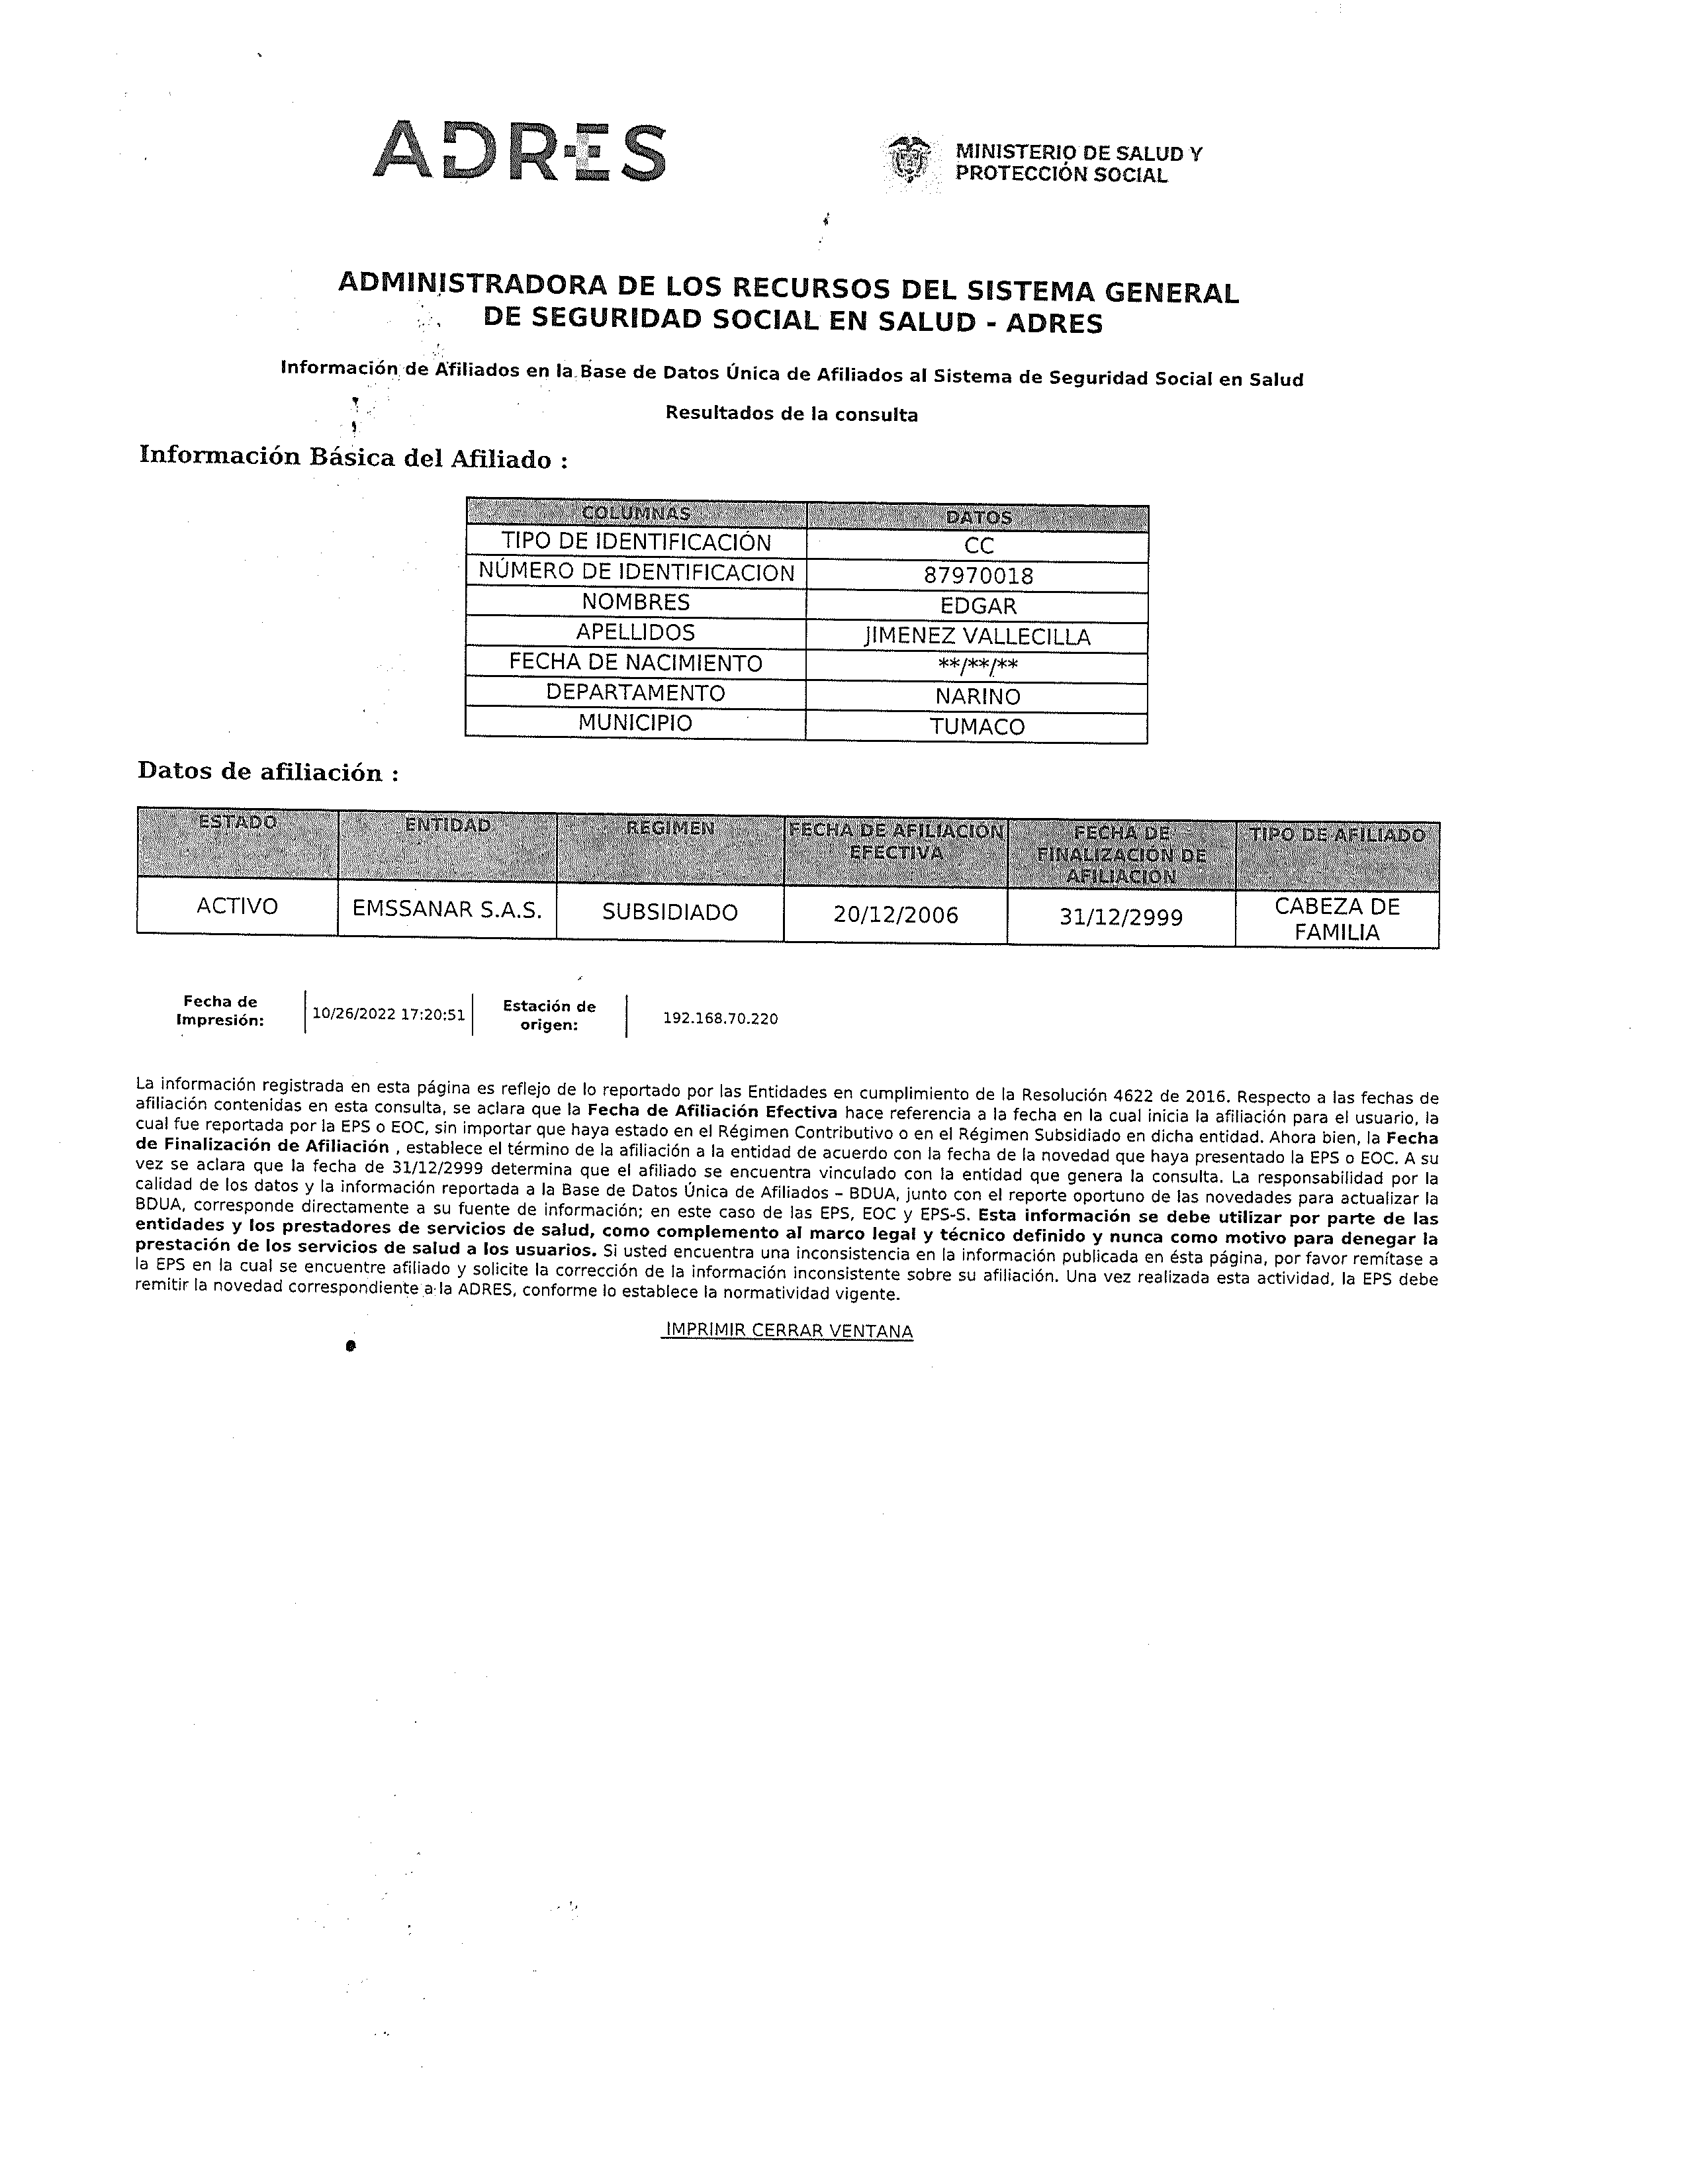 ADRES
MINISTERIO DE SALUD Y
PROTECCIÓN SOCIAL
ADMINISTRADORA DE LOS RECURSOS DEL SISTEMA GENERAL
DE SEGURIDAD SOCIAL EN SALUD - ADRES
Información de Afiliados en la Base de Datos Única de Afiliados al Sistema de Seguridad Social en Salud
Resultados de la consulta
Información Básica del Afiliado :
COLUMNAS DATOS
TIPO DE IDENTIFICACIÓN CC
NÚMERO DE IDENTIFICACION 87970018
NOMBRES EDGAR
APELLIDOS JIMENEZ VALLECILLA
FECHA DE NACIMIENTO **/**/**
DEPARTAMENTO NARINO
MUNICIPIO TUMACO
Datos de afiliación :
ESTADO ENTIDAD REGIMEN FECHA DE AFILIACIÓN EFECTIVA FECHA DE FINALIZACIÓN DE AFILIACIÓN TIPO DE AFILIADO
ACTIVO EMSSANAR S.A.S. SUBSIDIADO 20/12/2006 31/12/2999 CABEZA DE FAMILIA
Fecha de Impresión: 10/26/2022 17:20:51 Estación de origen: 192.168.70.220
La información registrada en esta página es reflejo de lo reportado por las Entidades en cumplimiento de la Resolución 4622 de 2016. Respecto a las fechas de
afiliación contenidas en esta consulta, se aclara que la Fecha de Afiliación Efectiva hace referencia a la fecha en la cual inicia la afiliación para el usuario, la
cual fue reportada por la EPS o EOC, sin importar que haya estado en el Régimen Contributivo o en el Régimen Subsidiado en dicha entidad. Ahora bien, la Fecha
de Finalización de Afiliación , establece el término de la afiliación a la entidad de acuerdo con la fecha de la novedad que haya presentado la EPS o EOC. A su
vez se aclara que la fecha de 31/12/2999 determina que el afiliado se encuentra vinculado con la entidad que genera la consulta. La responsabilidad por la
calidad de los datos y la información reportada a la Base de Datos Única de Afiliados – BDUA, junto con el reporte oportuno de las novedades para actualizar la
BDUA, corresponde directamente a su fuente de información; en este caso de las EPS, EOC y EPS-S. Esta información se debe utilizar por parte de las
entidades y los prestadores de servicios de salud, como complemento al marco legal y técnico definido y nunca como motivo para denegar la
prestación de los servicios de salud a los usuarios. Si usted encuentra una inconsistencia en la información publicada en ésta página, por favor remítase a
la EPS en la cual se encuentre afiliado y solicite la corrección de la información inconsistente sobre su afiliación. Una vez realizada esta actividad, la EPS debe
remitir la novedad correspondiente a la ADRES, conforme lo establece la normatividad vigente.
IMPRIMIR CERRAR VENTANA